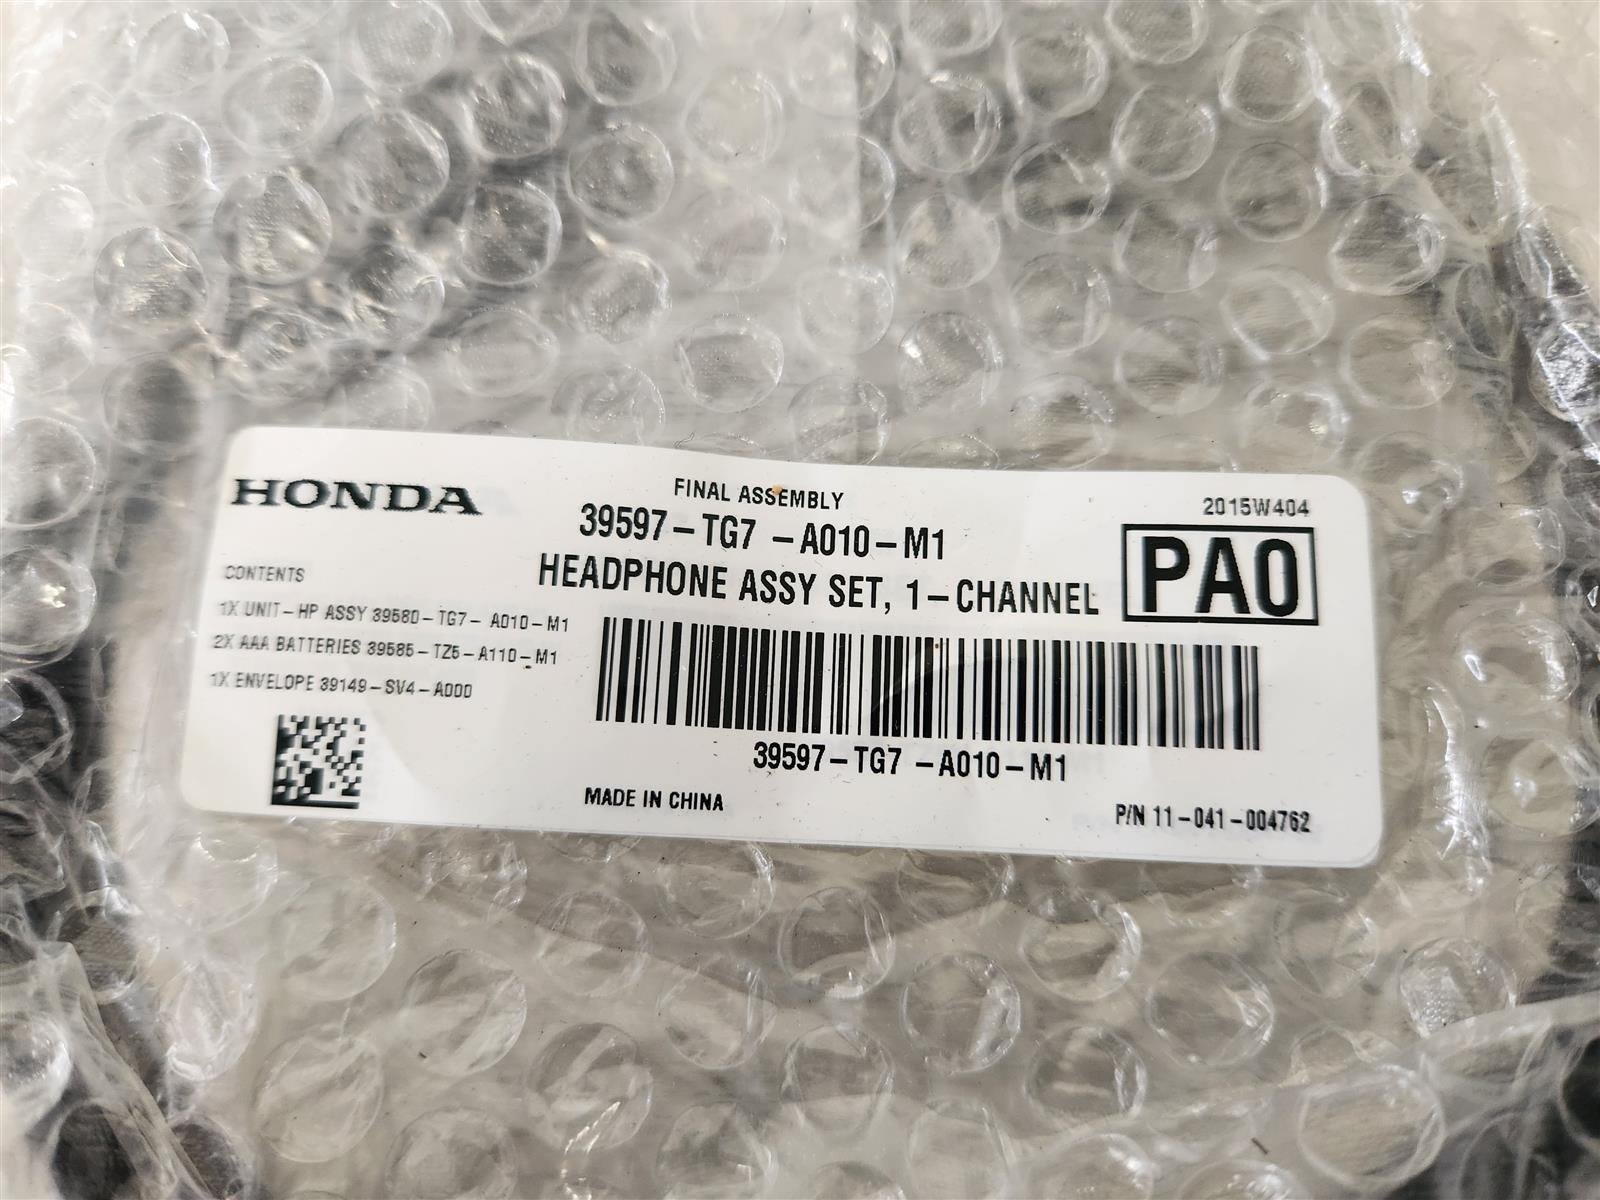 HONDA
FINAL ASSEMBLY
2015W404
39597-TG7 -A010-M1
HEADPHONE ASSY SET, 1-CHANNEL
PA0
CONTENTS
1X UNIT-HP ASSY 39580-TG7- A010-M1
2X AAA BATTERIES 39585-TZ5-A110-M1
1X ENVELOPE 39149-SV4-A000
39597-TG7 -A010-M1
MADE IN CHINA
P/N 11-041-004762